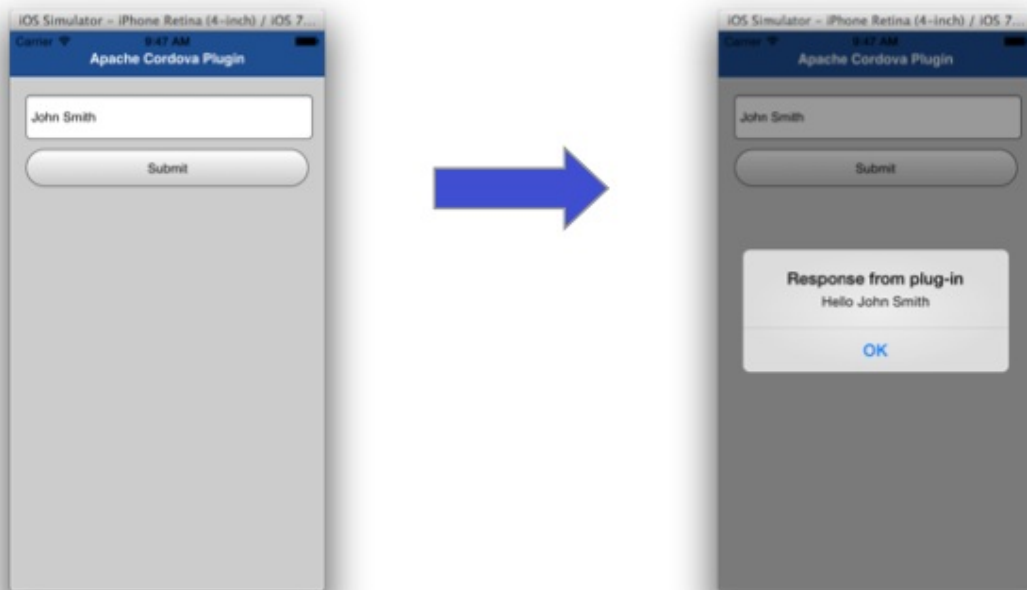 iOS Simulator – iPhone Retina (4-inch) / iOS 7...
Carrier 9:47 AM
Apache Cordova Plugin
John Smith
Submit
iOS Simulator – iPhone Retina (4-inch) / iOS 7...
Carrier 9:47 AM
Apache Cordova Plugin
John Smith
Submit
Response from plug-in
Hello John Smith
OK